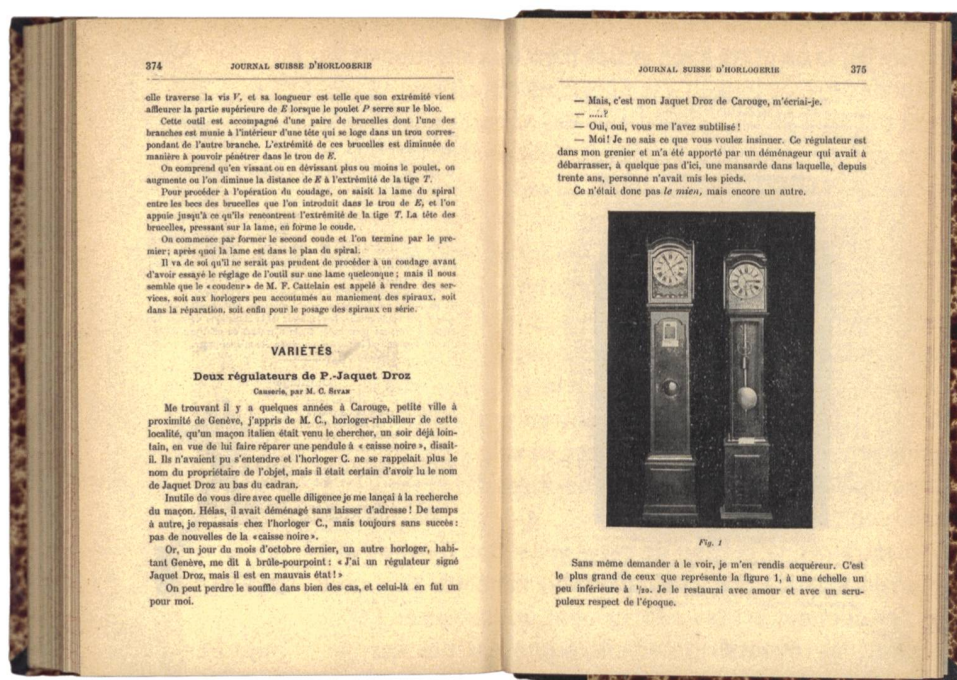 374
JOURNAL SUISSE D'HORLOGERIE
elle traverse la vis V, et sa longueur est telle que son extrémité vient
affleurer la partie supérieure de E lorsque le poulet P serre sur le bloc.
Cette outil est accompagné d'une paire de brucelles dont l'une des
branches est munie à l'intérieur d'une tête qui se loge dans un trou corres-
pondant de l'autre branche. L'extrémité de ces brucelles est diminuée de
manière à pouvoir pénétrer dans le trou de E.
On comprend qu'en vissant ou en dévissant plus ou moins le poulet, on
augmente ou l'on diminue la distance de E à l'extrémité de la tige T.
Pour procéder à l'opération du coudage, on saisit la lame du spiral
entre les becs des brucelles que l'on introduit dans le trou de E, et l'on
appuie jusqu'à ce qu'ils rencontrent l'extrémité de la tige T. La tête des
brucelles, pressant sur la lame, en forme le coude.
On commence par former le second coude et l'on termine par le pre-
mier; après quoi la lame est dans le plan du spiral.
Il va de soi qu'il ne serait pas prudent de procéder à un coudage avant
d'avoir essayé le réglage de l'outil sur une lame quelconque; mais il nous
semble que le « coudeur » de M. F. Cattelain est appelé à rendre des ser-
vices, soit aux horlogers peu accoutumés au maniement des spiraux, soit
dans la réparation, soit enfin pour le posage des spiraux en série.
VARIÉTÉS
Deux régulateurs de P.-Jaquet Droz
Causerie, par M. C. SIVAN
Me trouvant il y a quelques années à Carouge, petite ville à
proximité de Genève, j'appris de M. C., horloger-rhabilleur de cette
localité, qu'un maçon italien était venu le chercher, un soir déjà loin-
tain, en vue de lui faire réparer une pendule à « caisse noire », disait-
il. Ils n'avaient pu s'entendre et l'horloger C. ne se rappelait plus le
nom du propriétaire de l'objet, mais il était certain d'avoir lu le nom
de Jaquet Droz au bas du cadran.
Inutile de vous dire avec quelle diligence je me lançai à la recherche
du maçon. Hélas, il avait déménagé sans laisser d'adresse ! De temps
à autre, je repassais chez l'horloger C., mais toujours sans succès :
pas de nouvelles de la « caisse noire ».
Or, un jour du mois d'octobre dernier, un autre horloger, habi-
tant Genève, me dit à brûle-pourpoint : « J'ai un régulateur signé
Jaquet Droz, mais il est en mauvais état ! »
On peut perdre le souffle dans bien des cas, et celui-là en fut un
pour moi.
JOURNAL SUISSE D'HORLOGERIE
375
— Mais, c'est mon Jaquet Droz de Carouge, m'écriai-je.
— .....?
— Oui, oui, vous me l'avez subtilisé !
— Moi! Je ne sais ce que vous voulez insinuer. Ce régulateur est
dans mon grenier et m'a été apporté par un déménageur qui avait à
débarrasser, à quelque pas d'ici, une mansarde dans laquelle, depuis
trente ans, personne n'avait mis les pieds.
Ce n'était donc pas le mien, mais encore un autre.
Fig. 1
Sans même demander à le voir, je m'en rendis acquéreur. C'est
le plus grand de ceux que représente la figure 1, à une échelle un
peu inférieure à 1/20. Je le restaurai avec amour et avec un scru-
puleux respect de l'époque.